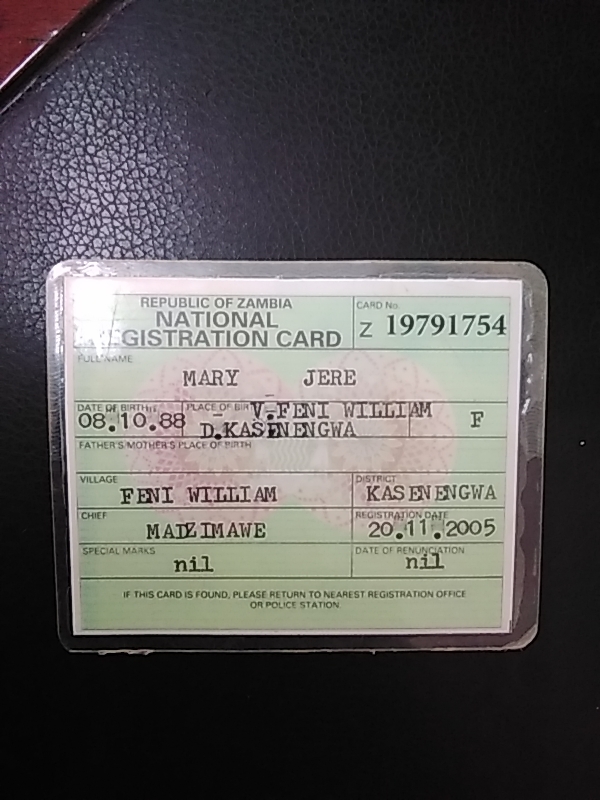 REPUBLIC OF ZAMBIA
NATIONAL
REGISTRATION CARD
CARD No.
Z 19791754
FULL NAME
MARY JERE
DATE OF BIRTH
08.10.88
PLACE OF BIRTH
V.FENI WILLIAM
D.KASENENGWA
F
FATHER'S/MOTHER'S PLACE OF BIRTH
VILLAGE
FENI WILLIAM
DISTRICT
KASENENGWA
CHIEF
MADZIMAWE
REGISTRATION DATE
20.11.2005
SPECIAL MARKS
nil
DATE OF RENUNCIATION
nil
IF THIS CARD IS FOUND, PLEASE RETURN TO NEAREST REGISTRATION OFFICE
OR POLICE STATION.